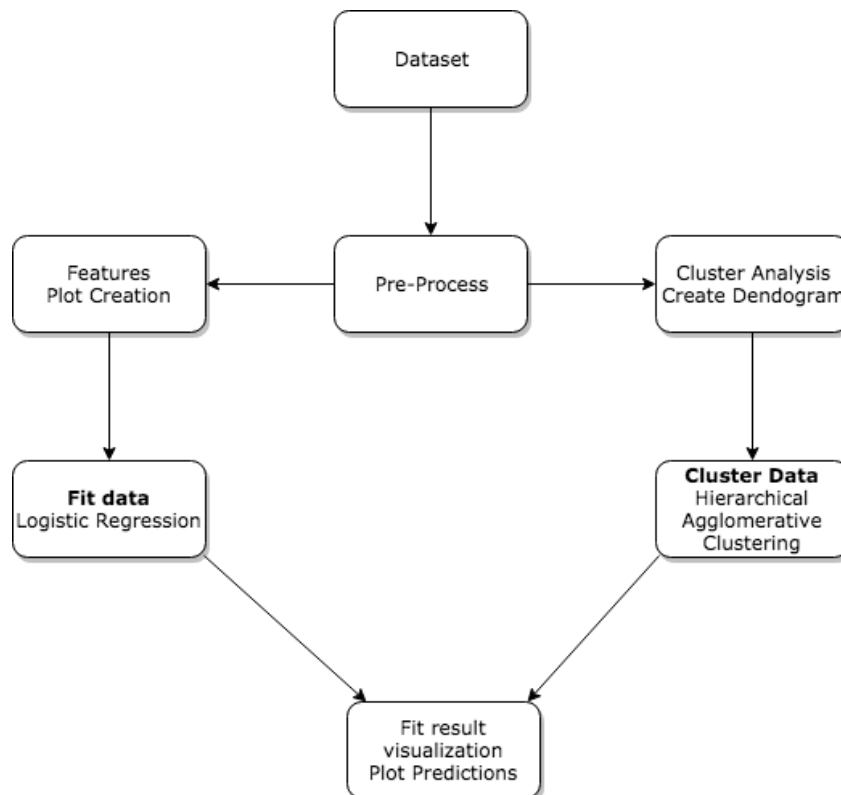 Dataset
Features
Plot Creation
Pre-Process
Cluster Analysis
Create Dendogram
Fit data
Logistic Regression
Cluster Data
Hierarchical
Agglomerative
Clustering
Fit result
visualization
Plot Predictions